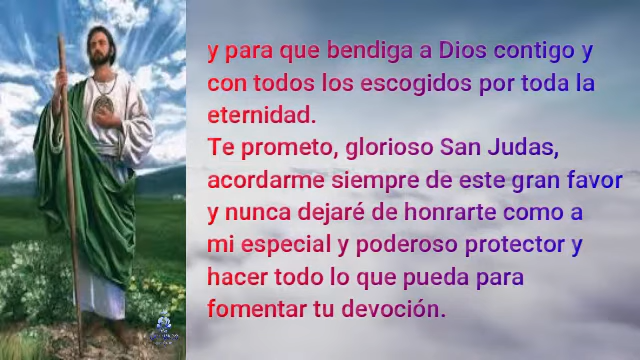 y para que bendiga a Dios contigo y
con todos los escogidos por toda la
eternidad.
Te prometo, glorioso San Judas,
acordarme siempre de este gran favor
y nunca dejaré de honrarte como a
mi especial y poderoso protector y
hacer todo lo que pueda para
fomentar tu devoción.